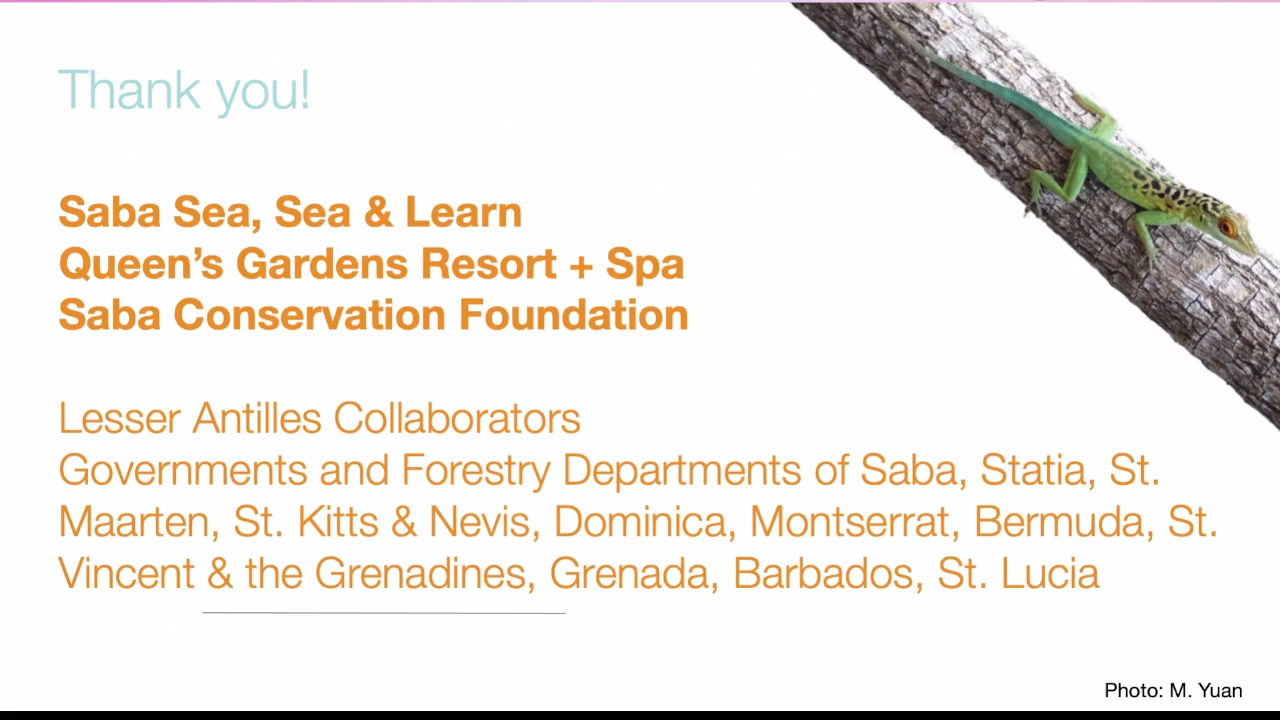 Thank you!
Saba Sea, Sea & Learn
Queen's Gardens Resort + Spa
Saba Conservation Foundation
Lesser Antilles Collaborators
Governments and Forestry Departments of Saba, Statia, St.
Maarten, St. Kitts & Nevis, Dominica, Montserrat, Bermuda, St.
Vincent & the Grenadines, Grenada, Barbados, St. Lucia
Photo: M. Yuan